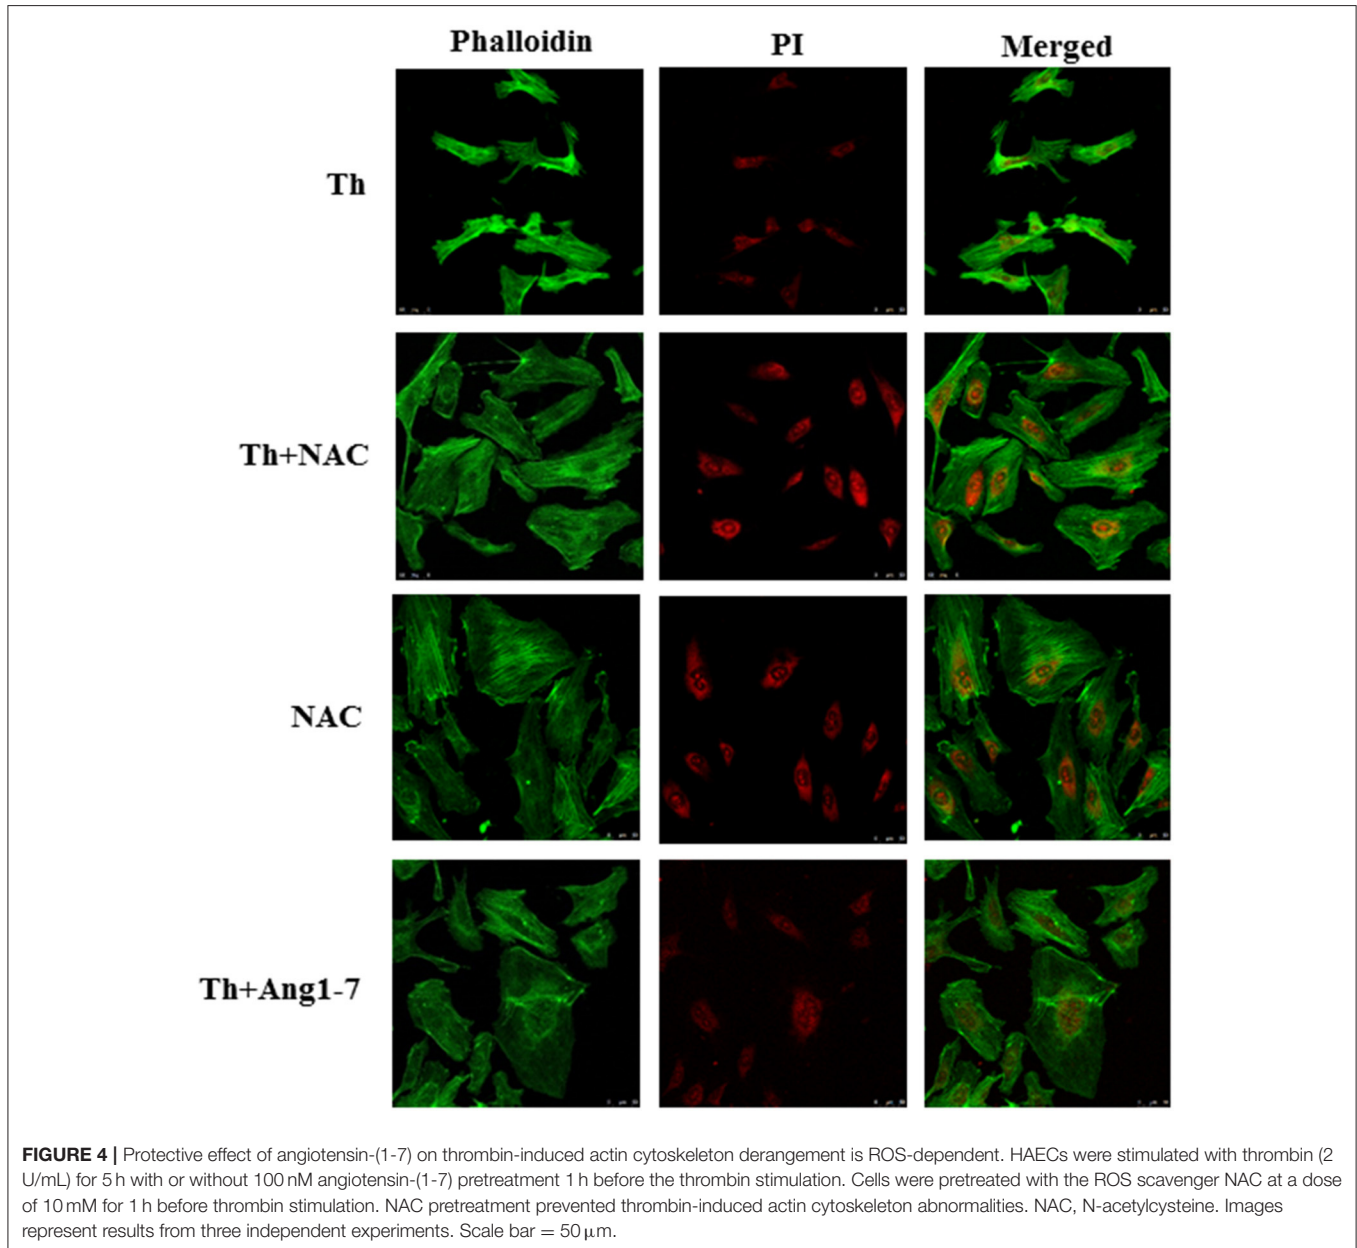 Phalloidin PI Merged
Th
Th+NAC
NAC
Th+Ang1-7
FIGURE 4 | Protective effect of angiotensin-(1-7) on thrombin-induced actin cytoskeleton derangement is ROS-dependent. HAECs were stimulated with thrombin (2
U/mL) for 5 h with or without 100 nM angiotensin-(1-7) pretreatment 1 h before the thrombin stimulation. Cells were pretreated with the ROS scavenger NAC at a dose
of 10 mM for 1 h before thrombin stimulation. NAC pretreatment prevented thrombin-induced actin cytoskeleton abnormalities. NAC, N-acetylcysteine. Images
represent results from three independent experiments. Scale bar = 50 μm.